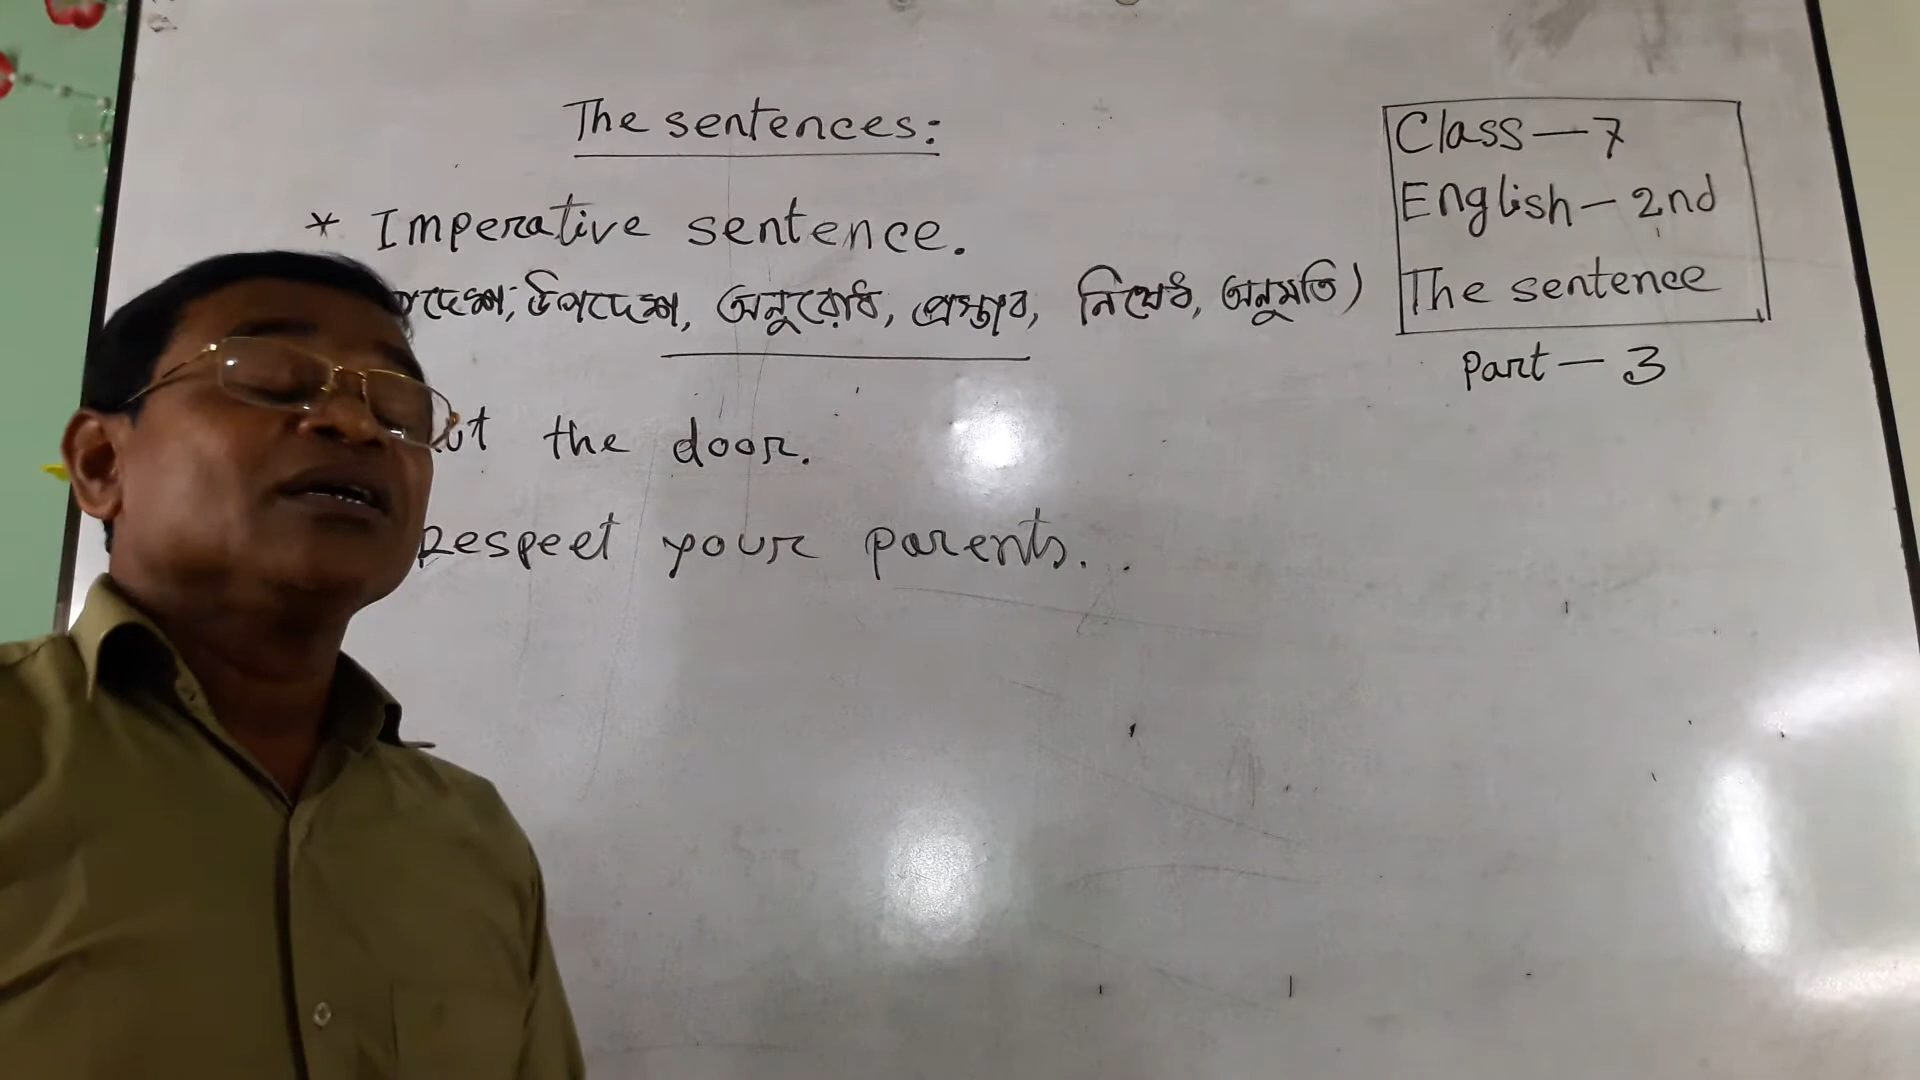 The sentences:
* Imperative sentence.
উপদেশ, অনুরোধ, প্রস্তাব, নিষেধ, অনুমতি)
the door.
Respect your parents.
Class — 7
English — 2nd
The sentence
Part — 3